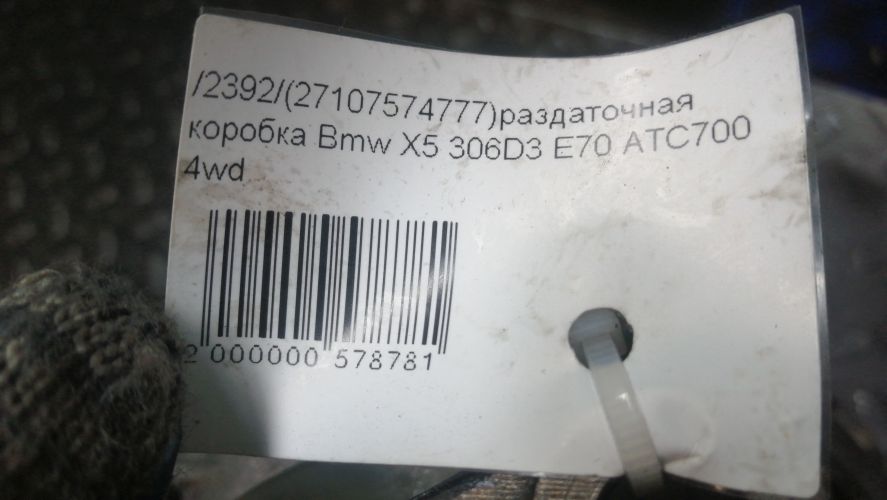 /2392/(27107574777)раздаточная
коробка Bmw X5 306D3 E70 ATC700
4wd
2 000000 578781